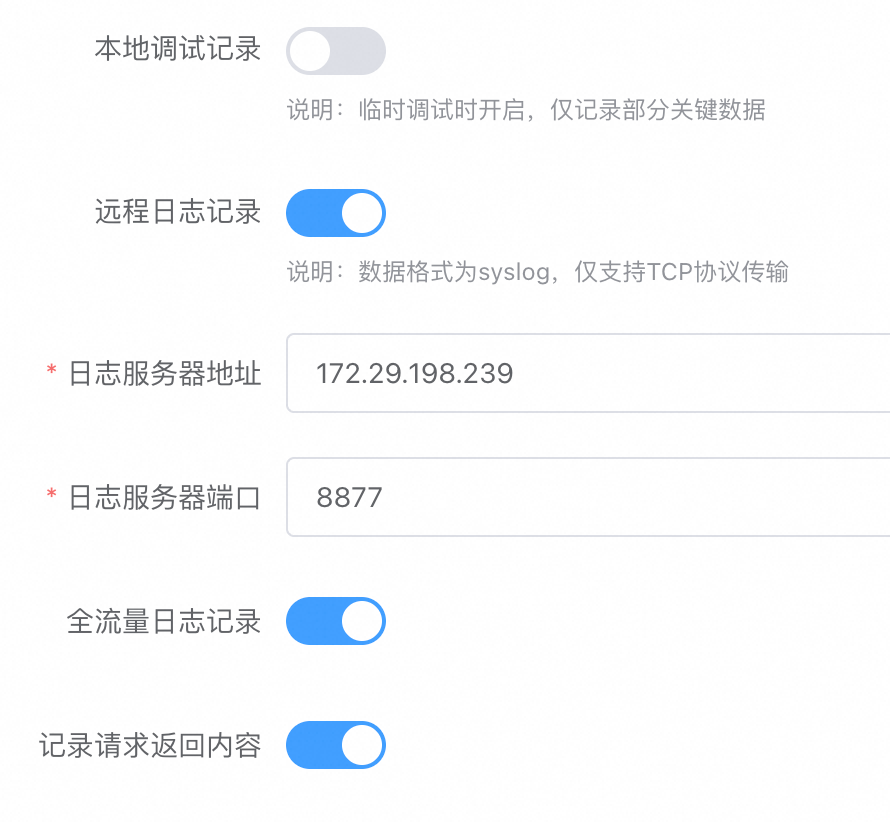 本地调试记录
说明：临时调试时开启，仅记录部分关键数据
远程日志记录
说明：数据格式为syslog，仅支持TCP协议传输
* 日志服务器地址 172.29.198.239
* 日志服务器端口 8877
全流量日志记录
记录请求返回内容